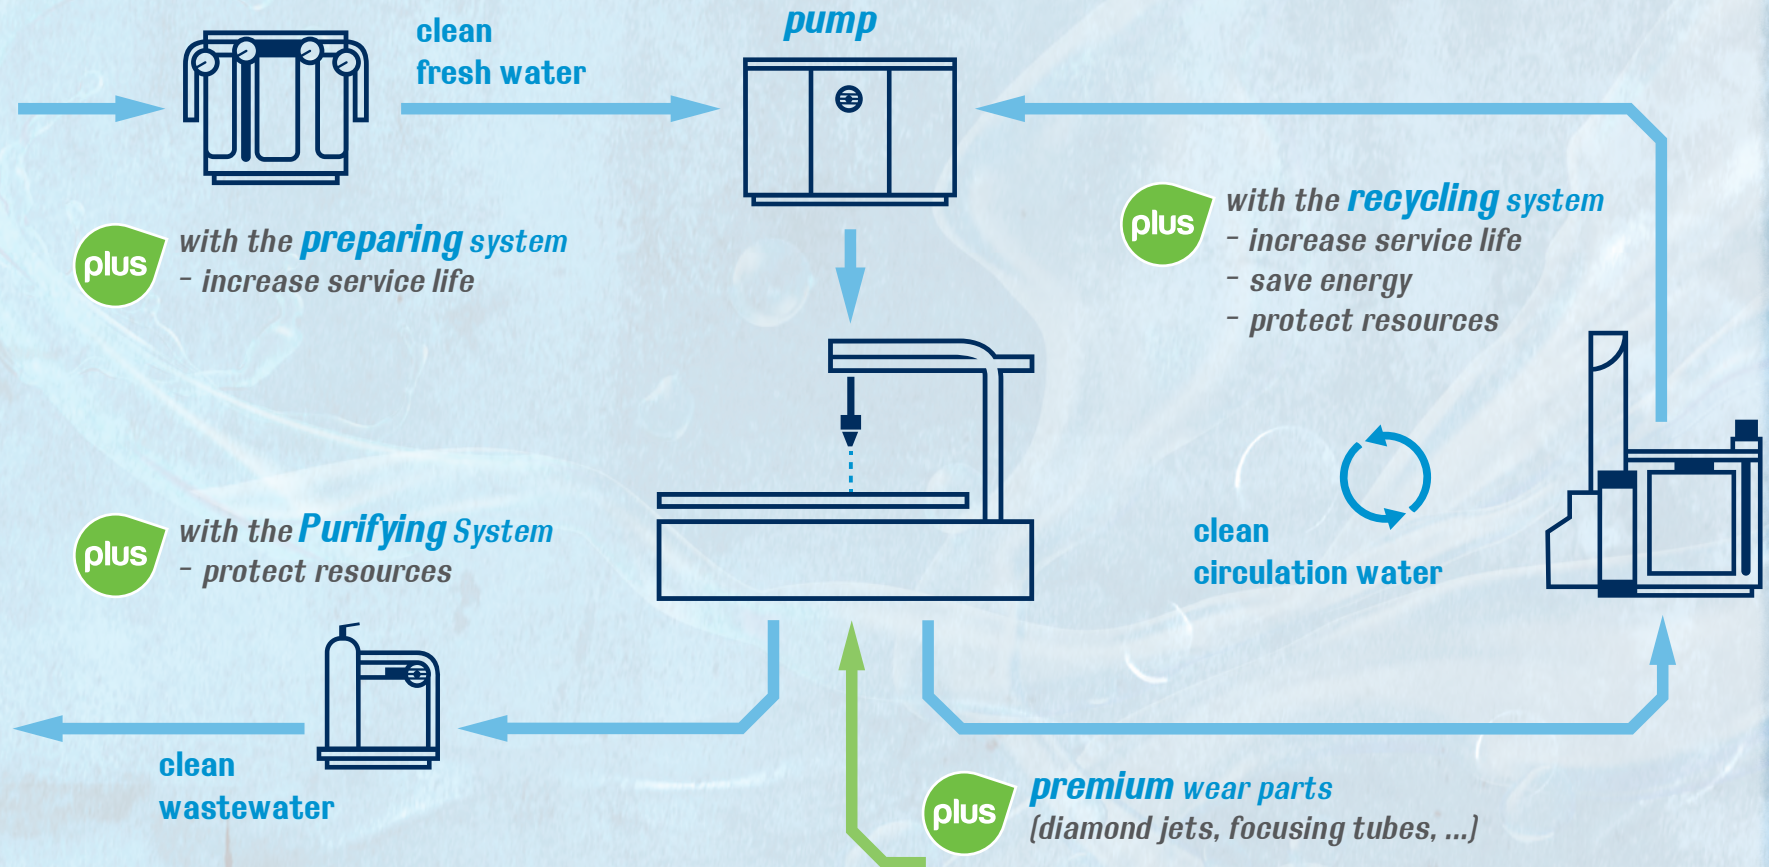 clean
fresh water
pump
plus
with the preparing system
- increase service life
plus
with the recycling system
- increase service life
- save energy
- protect resources
plus
with the Purifying System
- protect resources
clean
circulation water
clean
wastewater
plus
premium wear parts
(diamond jets, focusing tubes, ...)